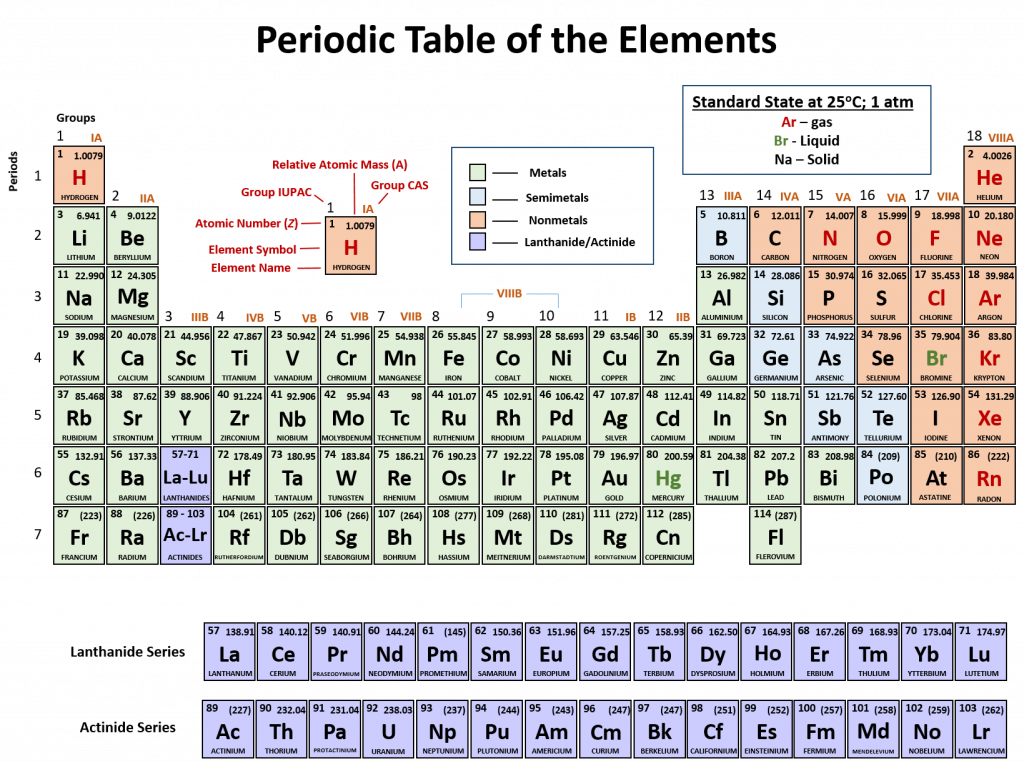 Periodic Table of the Elements
Standard State at 25°C; 1 atm
Ar – gas
Br - Liquid
Na – Solid
Groups
Periods
1 IA
18 VIIIA
Relative Atomic Mass (A)
Group IUPAC
Group CAS
1 IA
Atomic Number (Z)
Element Symbol
Element Name
1 1.0079
H
HYDROGEN
Metals
Semimetals
Nonmetals
Lanthanide/Actinide
1
1 1.0079 2 4.0026
H He
HYDROGEN HELIUM
2 IIA 13 IIIA 14 IVA 15 VA 16 VIA 17 VIIA
2
3 6.941 4 9.0122 5 10.811 6 12.011 7 14.007 8 15.999 9 18.998 10 20.180
Li Be B C N O F Ne
LITHIUM BERYLLIUM BORON CARBON NITROGEN OXYGEN FLUORINE NEON
3
11 22.990 12 24.305 13 26.982 14 28.086 15 30.974 16 32.065 17 35.453 18 39.984
Na Mg Al Si P S Cl Ar
SODIUM MAGNESIUM ALUMINIUM SILICON PHOSPHORUS SULFUR CHLORINE ARGON
VIIIB
3 IIIB 4 IVB 5 VB 6 VIB 7 VIIB 8 9 10 11 IB 12 IIB
4
19 39.098 20 40.078 21 44.956 22 47.867 23 50.942 24 51.996 25 54.938 26 55.845 27 58.993 28 58.693 29 63.546 30 65.39 31 69.723 32 72.61 33 74.922 34 78.96 35 79.904 36 83.80
K Ca Sc Ti V Cr Mn Fe Co Ni Cu Zn Ga Ge As Se Br Kr
POTASSIUM CALCIUM SCANDIUM TITANIUM VANADIUM CHROMIUM MANGANESE IRON COBALT NICKEL COPPER ZINC GALLIUM GERMANIUM ARSENIC SELENIUM BROMINE KRYPTON
5
37 85.468 38 87.62 39 88.906 40 91.224 41 92.906 42 95.94 43 98 44 101.07 45 102.91 46 106.42 47 107.87 48 112.41 49 114.82 50 118.71 51 121.76 52 127.60 53 126.90 54 131.29
Rb Sr Y Zr Nb Mo Tc Ru Rh Pd Ag Cd In Sn Sb Te I Xe
RUBIDIUM STRONTIUM YTTRIUM ZIRCONIUM NIOBIUM MOLYBDENUM TECHNETIUM RUTHENIUM RHODIUM PALLADIUM SILVER CADMIUM INDIUM TIN ANTIMONY TELLURIUM IODINE XENON
6
55 132.91 56 137.33 57-71 72 178.49 73 180.95 74 183.84 75 186.21 76 190.23 77 192.22 78 195.08 79 196.97 80 200.59 81 204.38 82 207.2 83 208.98 84 (209) 85 (210) 86 (222)
Cs Ba La-Lu Hf Ta W Re Os Ir Pt Au Hg Tl Pb Bi Po At Rn
CESIUM BARIUM LANTHANIDES HAFNIUM TANTALUM TUNGSTEN RHENIUM OSMIUM IRIDIUM PLATINUM GOLD MERCURY THALLIUM LEAD BISMUTH POLONIUM ASTATINE RADON
7
87 (223) 88 (226) 89 - 103 104 (261) 105 (262) 106 (266) 107 (264) 108 (277) 109 (268) 110 (281) 111 (272) 112 (285) 114 (287)
Fr Ra Ac-Lr Rf Db Sg Bh Hs Mt Ds Rg Cn Fl
FRANCIUM RADIUM ACTINIDES RUTHERFORDIUM DUBNIUM SEABORGIUM BOHRIUM HASSIUM MEITNERIUM DARMSTADTIUM ROENTGENIUM COPERNICIUM FLEROVIUM
Lanthanide Series
57 138.91 58 140.12 59 140.91 60 144.24 61 (145) 62 150.36 63 151.96 64 157.25 65 158.93 66 162.50 67 164.93 68 167.26 69 168.93 70 173.04 71 174.97
La Ce Pr Nd Pm Sm Eu Gd Tb Dy Ho Er Tm Yb Lu
LANTHANUM CERIUM PRASEODYMIUM NEODYMIUM PROMETHIUM SAMARIUM EUROPIUM GADOLINIUM TERBIUM DYSPROSIUM HOLMIUM ERBIUM THULIUM YTTERBIUM LUTETIUM
Actinide Series
89 (227) 90 232.04 91 231.04 92 238.03 93 (237) 94 (244) 95 (243) 96 (247) 97 (247) 98 (251) 99 (252) 100 (257) 101 (258) 102 (259) 103 (262)
Ac Th Pa U Np Pu Am Cm Bk Cf Es Fm Md No Lr
ACTINIUM THORIUM PROTACTINIUM URANIUM NEPTUNIUM PLUTONIUM AMERICIUM CURIUM BERKELIUM CALIFORNIUM EINSTEINIUM FERMIUM MENDELEVIUM NOBELIUM LAWRENCIUM